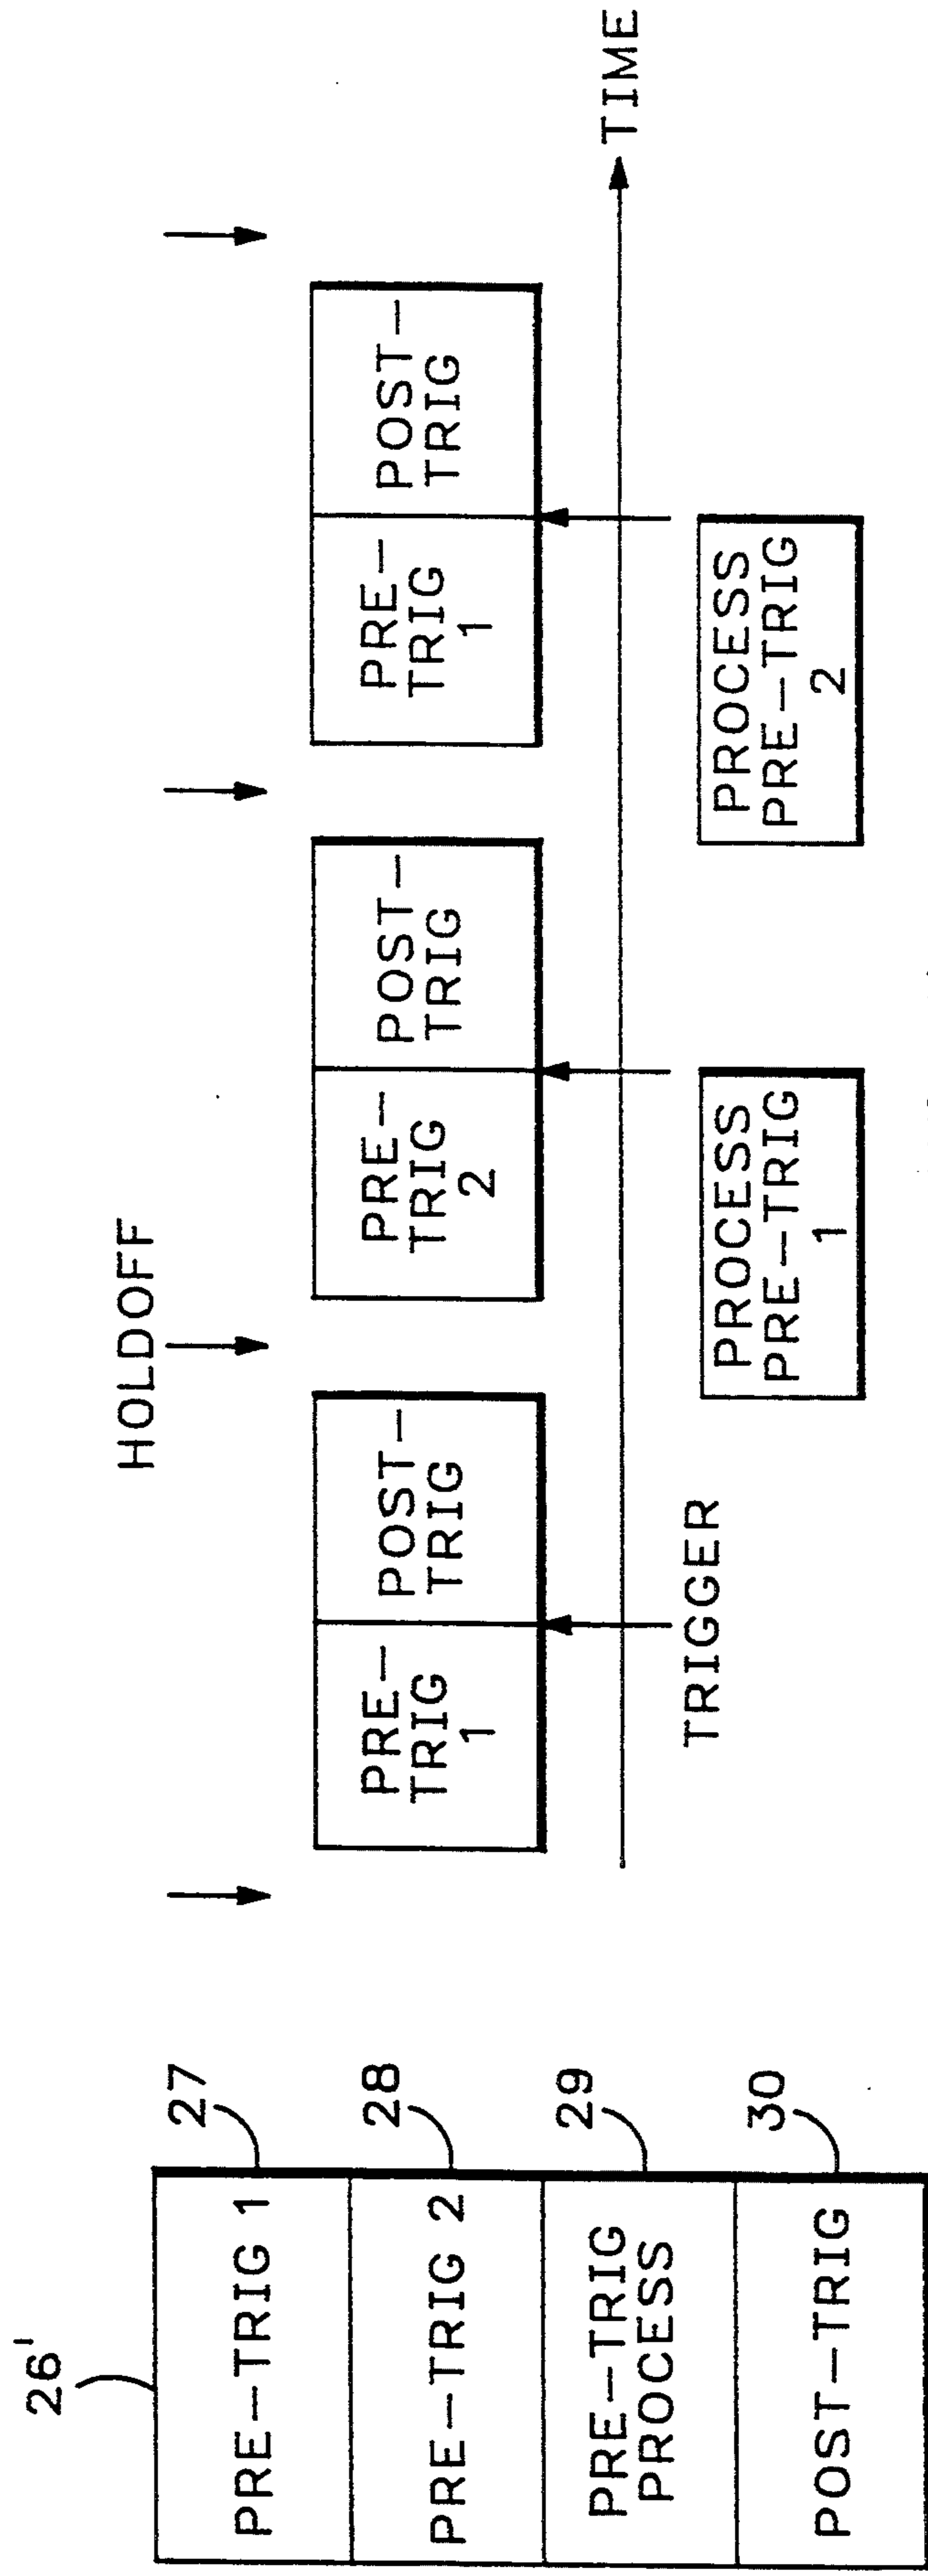 26'
PRE-TRIG 1
27
PRE-TRIG 2
28
PRE-TRIG
PROCESS
29
POST-TRIG
30
HOLDOFF
PRE-
TRIG
1
POST-
TRIG
PRE-
TRIG
2
POST-
TRIG
PRE-
TRIG
1
POST-
TRIG
TIME
TRIGGER
PROCESS
PRE-TRIG
1
PROCESS
PRE-TRIG
2